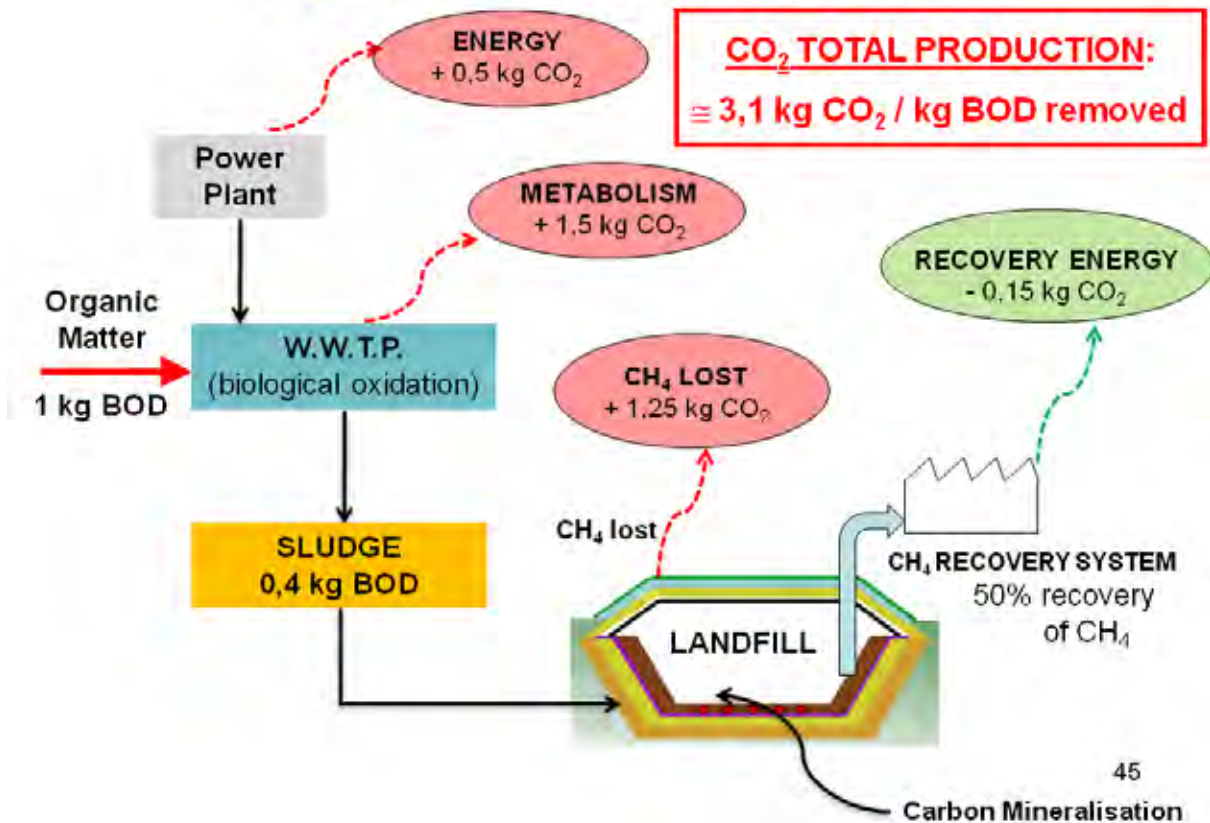 ENERGY
+ 0,5 kg CO₂
CO₂ TOTAL PRODUCTION:
≅ 3,1 kg CO₂ / kg BOD removed
Power
Plant
METABOLISM
+ 1,5 kg CO₂
RECOVERY ENERGY
- 0,15 kg CO₂
Organic
Matter
1 kg BOD
W.W.T.P.
(biological oxidation)
CH₄ LOST
+ 1,25 kg CO₂
CH₄ lost
SLUDGE
0,4 kg BOD
CH₄ RECOVERY SYSTEM
50% recovery
of CH₄
LANDFILL
45
Carbon Mineralisation